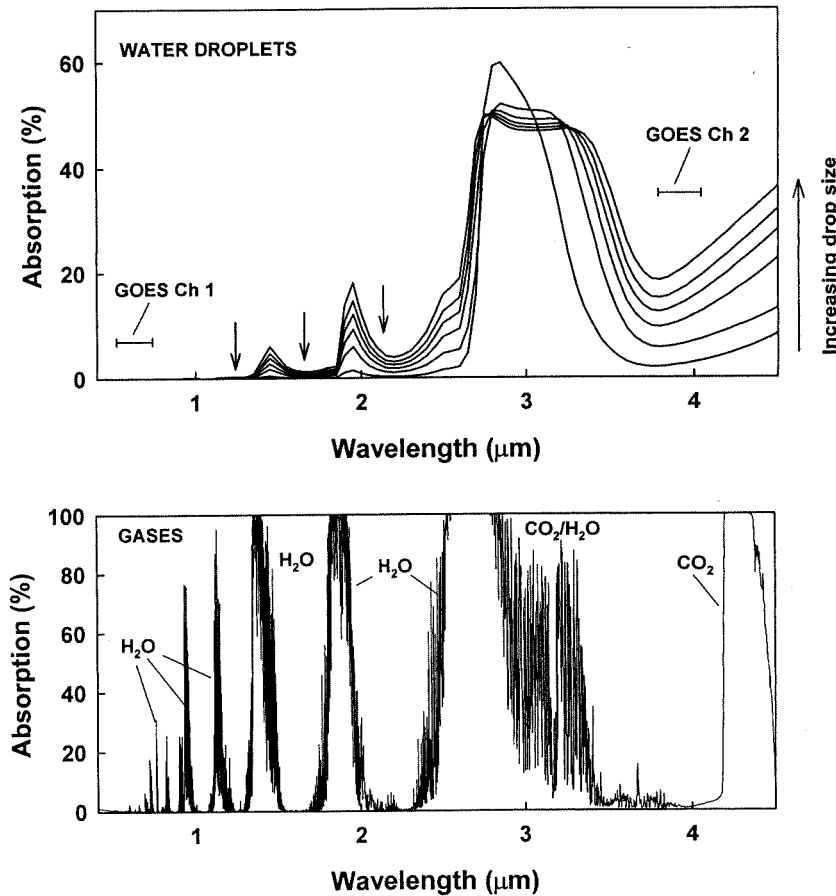 WATER DROPLETS
60
40
20
0
Absorption (%)
GOES Ch 1
GOES Ch 2
Increasing drop size
1 2 3 4
Wavelength (μm)
GASES
100
80
60
40
20
0
Absorption (%)
H₂O
H₂O
H₂O
CO₂/H₂O
CO₂
1 2 3 4
Wavelength (μm)